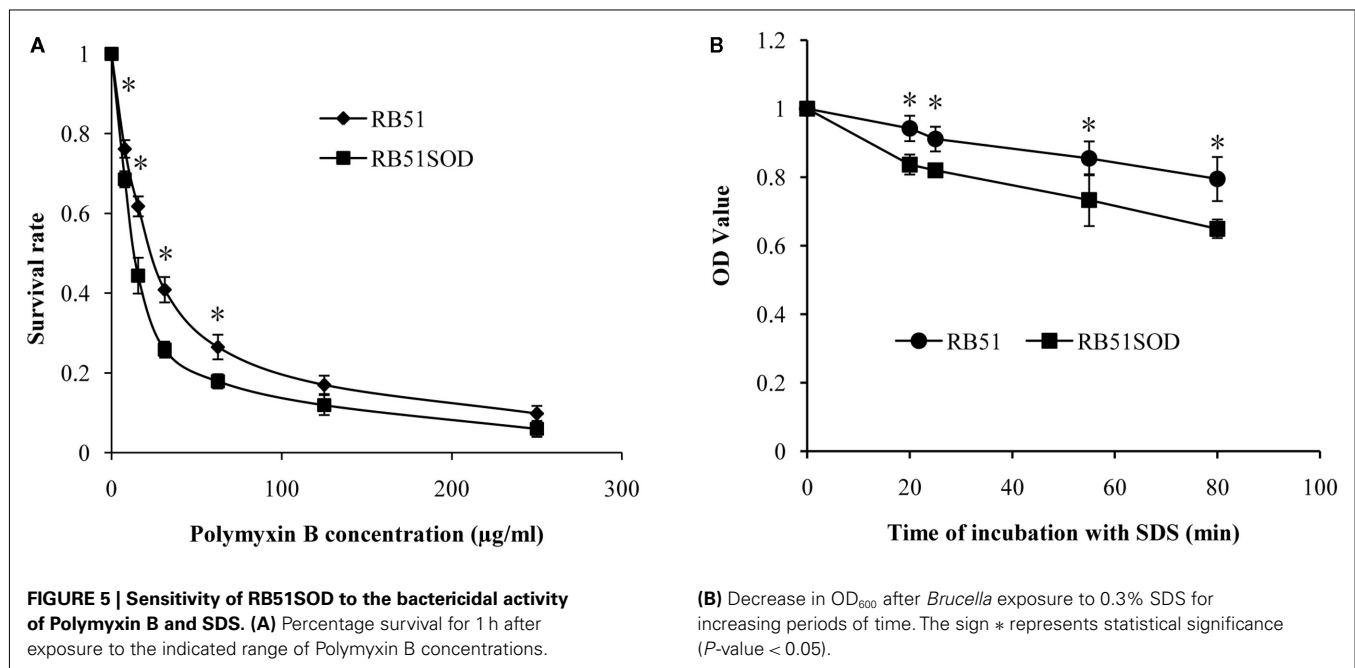 A
1
0.8
0.6
0.4
0.2
0
Survival rate
*
*
*
*
RB51
RB51SOD
0
100
200
300
Polymyxin B concentration (µg/ml)
B
1.2
1
0.8
0.6
0.4
0.2
0
OD Value
* * * *
RB51 RB51SOD
0
20
40
60
80
100
Time of incubation with SDS (min)
FIGURE 5 | Sensitivity of RB51SOD to the bactericidal activity
of Polymyxin B and SDS. (A) Percentage survival for 1 h after
exposure to the indicated range of Polymyxin B concentrations.
(B) Decrease in OD₆₀₀ after Brucella exposure to 0.3% SDS for
increasing periods of time. The sign * represents statistical significance
(P-value < 0.05).